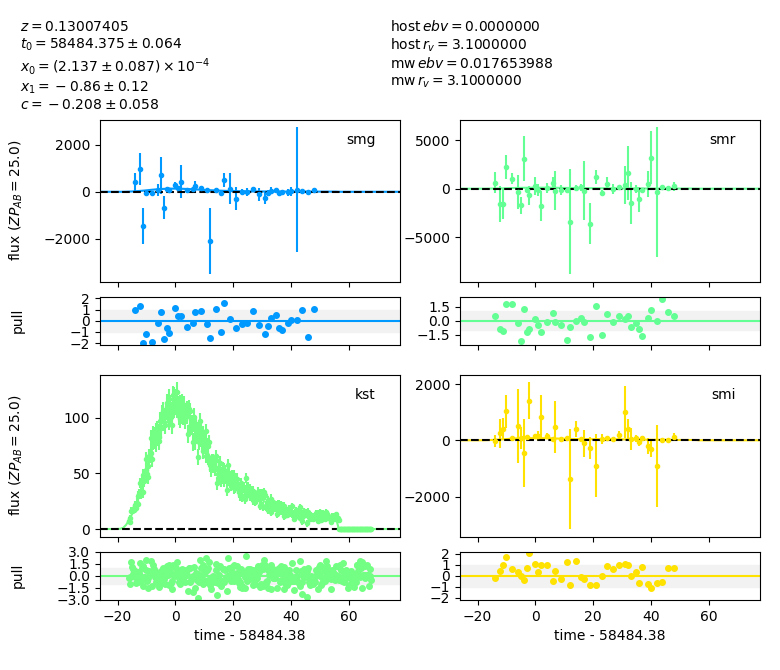 z = 0.13007405
t₀ = 58484.375 ± 0.064
x₀ = (2.137 ± 0.087) × 10⁻⁴
x₁ = −0.86 ± 0.12
c = −0.208 ± 0.058
host ebv = 0.0000000
host r_v = 3.1000000
mw ebv = 0.017653988
mw r_v = 3.1000000
smg
flux (ZP_AB = 25.0)
2000
0
−2000
smr
5000
0
−5000
pull
2
1
0
−1
−2
1.5
0.0
−1.5
kst
flux (ZP_AB = 25.0)
100
50
0
smi
2000
0
−2000
pull
3.0
1.5
0.0
−1.5
−3.0
−20 0 20 40 60
time - 58484.38
2
1
0
−1
−2
−20 0 20 40 60
time - 58484.38